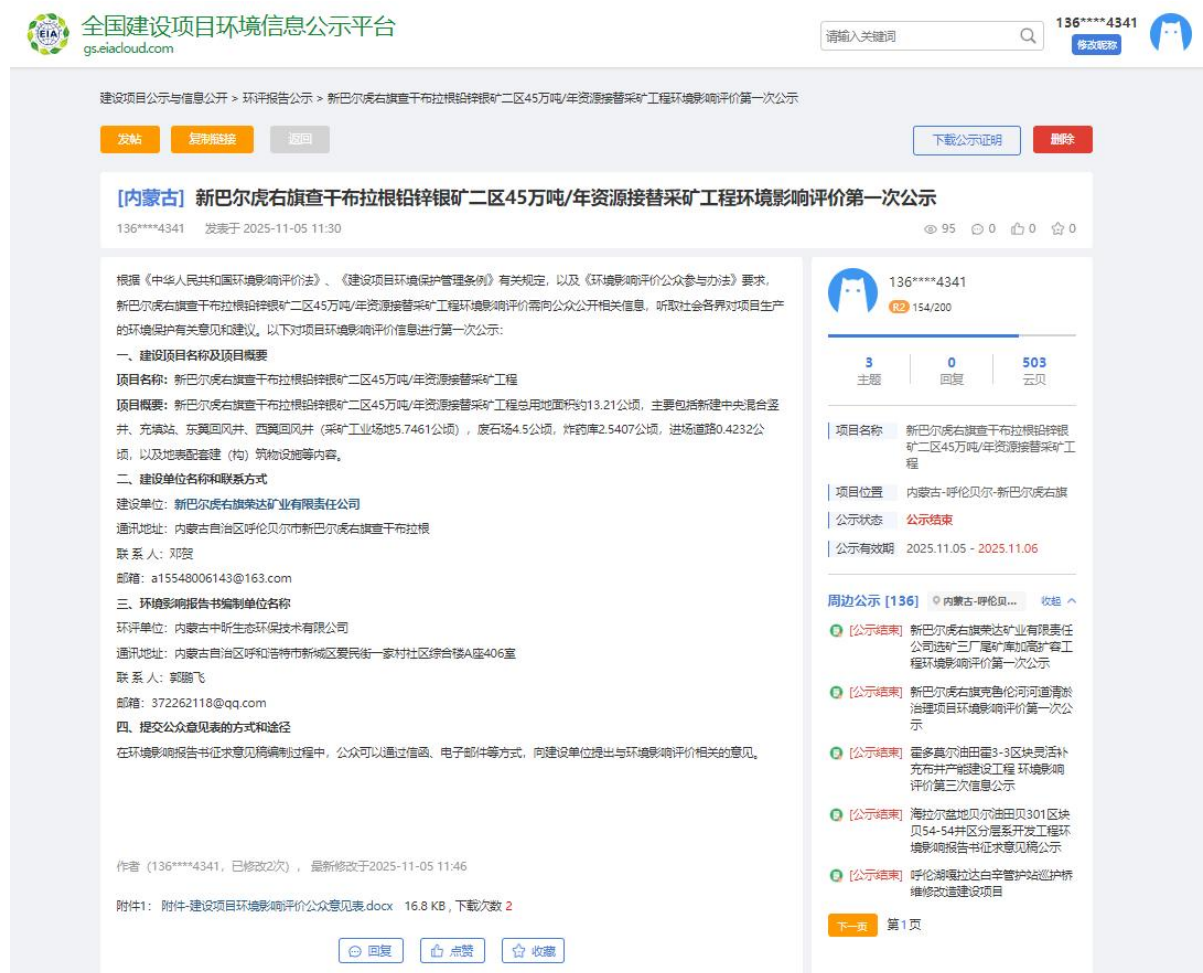 全国建设项目环境信息公示平台
gs.eiacloud.com
请输入关键词
136****4341
修改昵称
建设项目公示与信息公开 > 环评报告公示 > 新巴尔虎右旗查干布拉根铅锌银矿二区45万吨/年资源接替采矿工程环境影响评价第一次公示
发帖
复制链接
返回
下载公示证明
删除
[内蒙古] 新巴尔虎右旗查干布拉根铅锌银矿二区45万吨/年资源接替采矿工程环境影响评价第一次公示
136****4341 发表于 2025-11-05 11:30
95 0 0 0
根据《中华人民共和国环境影响评价法》、《建设项目环境保护管理条例》有关规定，以及《环境影响评价公众参与办法》要求，
新巴尔虎右旗查干布拉根铅锌银矿二区45万吨/年资源接替采矿工程环境影响评价需向公众公开相关信息，听取社会各界对项目生产
的环境保护有关意见和建议。以下对项目环境影响评价信息进行第一次公示：
一、建设项目名称及项目概要
项目名称：新巴尔虎右旗查干布拉根铅锌银矿二区45万吨/年资源接替采矿工程
项目概要：新巴尔虎右旗查干布拉根铅锌银矿二区45万吨/年资源接替采矿工程总用地面积约13.21公顷，主要包括新建中央混合竖
井、充填站、东翼回风井、西翼回风井（采矿工业场地5.7461公顷），废石场4.5公顷，炸药库2.5407公顷，进场道路0.4232公
顷，以及地表配套建（构）筑物设施等内容。
二、建设单位名称和联系方式
建设单位：新巴尔虎右旗荣达矿业有限责任公司
通讯地址：内蒙古自治区呼伦贝尔市新巴尔虎右旗查干布拉根
联 系 人：邓贺
邮箱：a15548006143@163.com
三、环境影响报告书编制单位名称
环评单位：内蒙古中昕生态环保技术有限公司
通讯地址：内蒙古自治区呼和浩特市新城区爱民街一家村社区综合楼A座406室
联 系 人：郭鹏飞
邮箱：372262118@qq.com
四、提交公众意见表的方式和途径
在环境影响报告书征求意见稿编制过程中，公众可以通过信函、电子邮件等方式，向建设单位提出与环境影响评价相关的意见。
作者（136****4341，已修改2次），最新修改于2025-11-05 11:46
附件1： 附件-建设项目环境影响评价公众意见表.docx 16.8 KB , 下载次数 2
回复
点赞
收藏
136****4341
R2 154/200
3 0 503
主题 回复 云贝
项目名称 新巴尔虎右旗查干布拉根铅锌银
矿二区45万吨/年资源接替采矿工
程
项目位置 内蒙古-呼伦贝尔-新巴尔虎右旗
公示状态 公示结束
公示有效期 2025.11.05 - 2025.11.06
周边公示 [136] 内蒙古-呼伦贝... 收起
[公示结束] 新巴尔虎右旗荣达矿业有限责任
公司选矿三厂尾矿库加高扩容工
程环境影响评价第一次公示
[公示结束] 新巴尔虎右旗克鲁伦河河道清淤
治理项目环境影响评价第一次公
示
[公示结束] 霍多莫尔油田霍3-3区块灵活补
充布井产能建设工程 环境影响
评价第三次信息公示
[公示结束] 海拉尔盆地贝尔油田贝301区块
贝54-54井区分层系开发工程环
境影响报告书征求意见稿公示
[公示结束] 呼伦湖嘎拉达白辛管护站巡护桥
维修改造建设项目
下一页 第1页